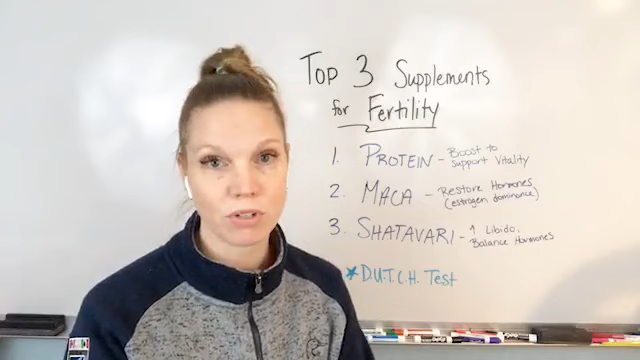 Top 3 Supplements
for Fertility
1. PROTEIN - Boost to
support Vitality
2. MACA - Restore Hormones
(estrogen dominance)
3. SHATAVARI - ↑ Libido,
Balance Hormones
★ D.U.T.C.H. Test